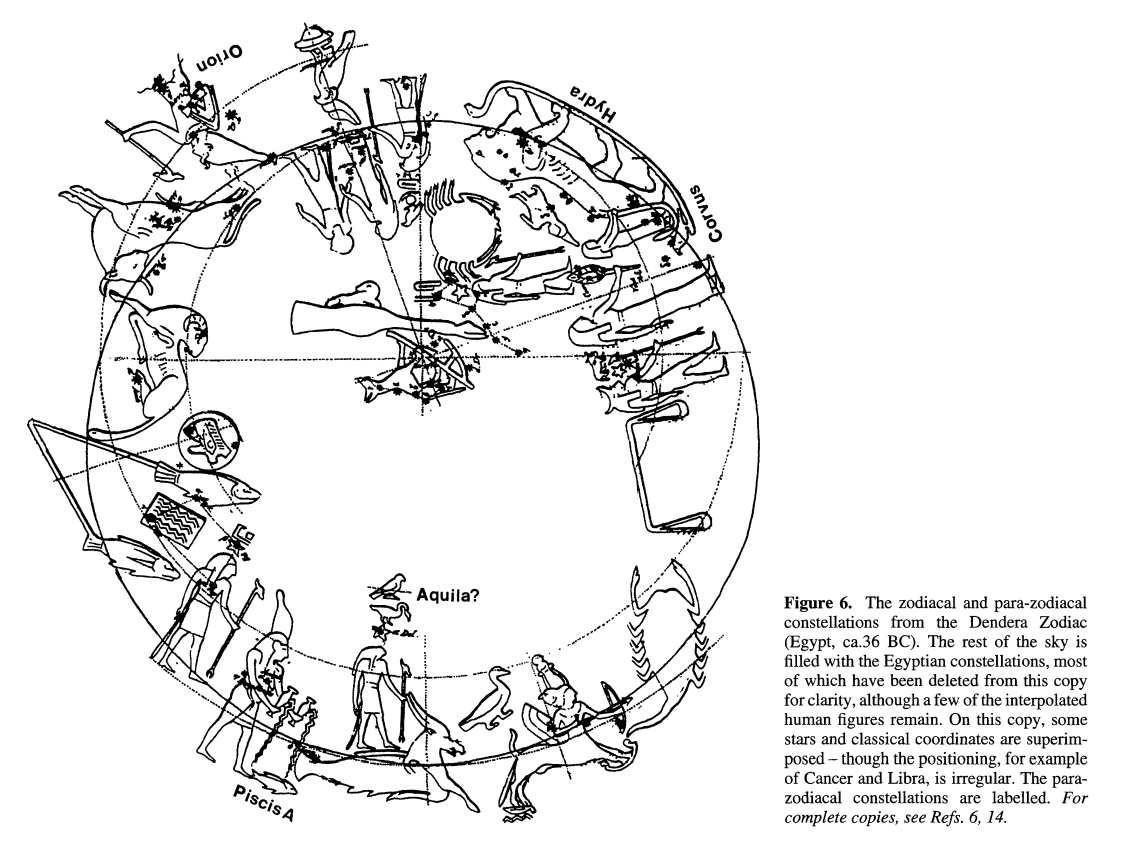 Orion
Hydra
Corvus
Aquila?
Piscis A
Figure 6. The zodiacal and para-zodiacal
constellations from the Dendera Zodiac
(Egypt, ca.36 BC). The rest of the sky is
filled with the Egyptian constellations, most
of which have been deleted from this copy
for clarity, although a few of the interpolated
human figures remain. On this copy, some
stars and classical coordinates are superim-
posed – though the positioning, for example
of Cancer and Libra, is irregular. The para-
zodiacal constellations are labelled. For
complete copies, see Refs. 6, 14.